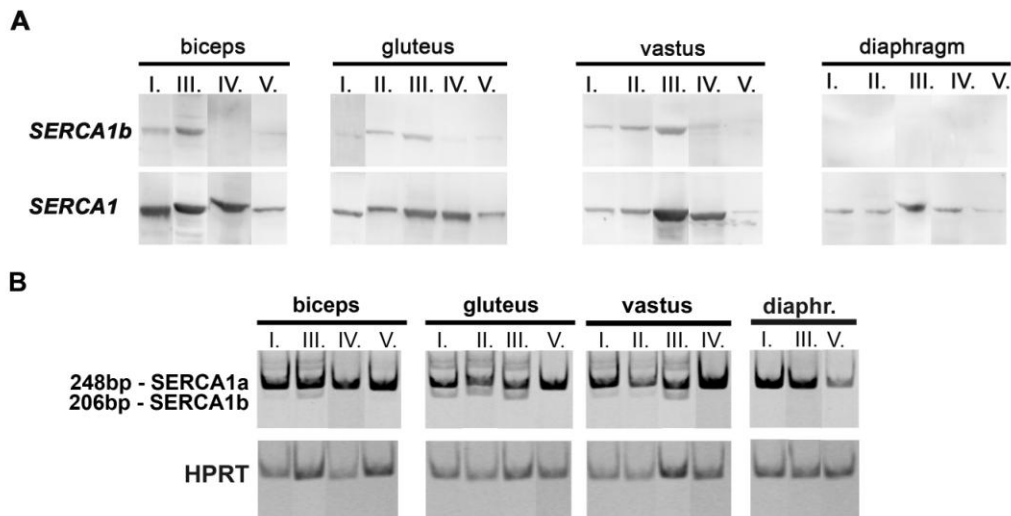 A
biceps gluteus vastus diaphragm
I. III. IV. V. I. II. III. IV. V. I. II. III. IV. V. I. II. III. IV. V.
SERCA1b
SERCA1
B
biceps gluteus vastus diaphr.
I. III. IV. V. I. II. III. V. I. II. III. IV. I. III. V.
248bp - SERCA1a
206bp - SERCA1b
HPRT